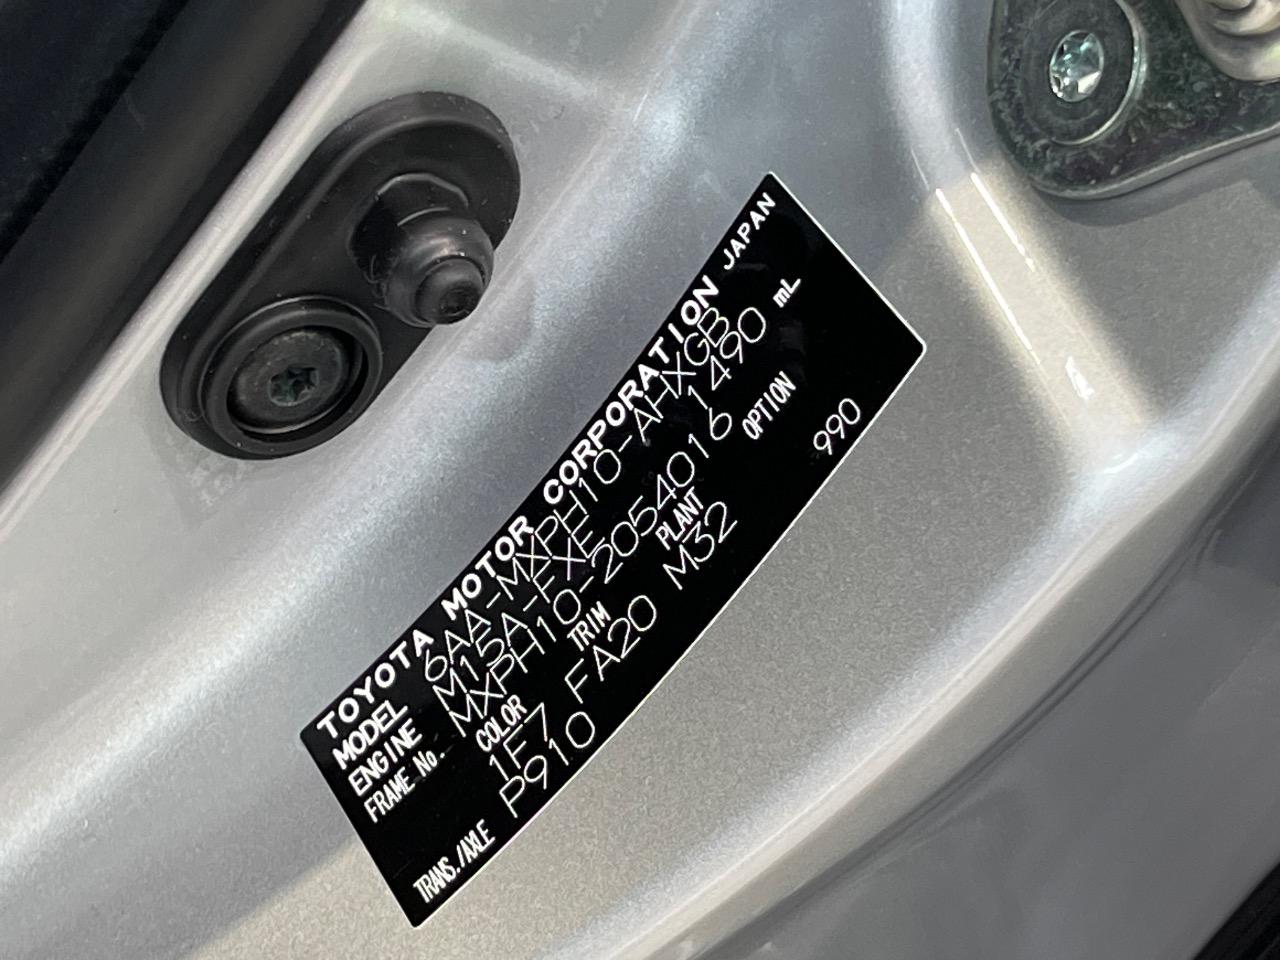 TOYOTA MOTOR CORPORATION JAPAN
MODEL 6AA-MXPH10-AHXGB
ENGINE M15A-FXE 1490 mL
FRAME No. MXPH10-2054016
COLOR TRIM PLANT OPTION
1F7 FA20 M32 990
TRANS./AXLE P910